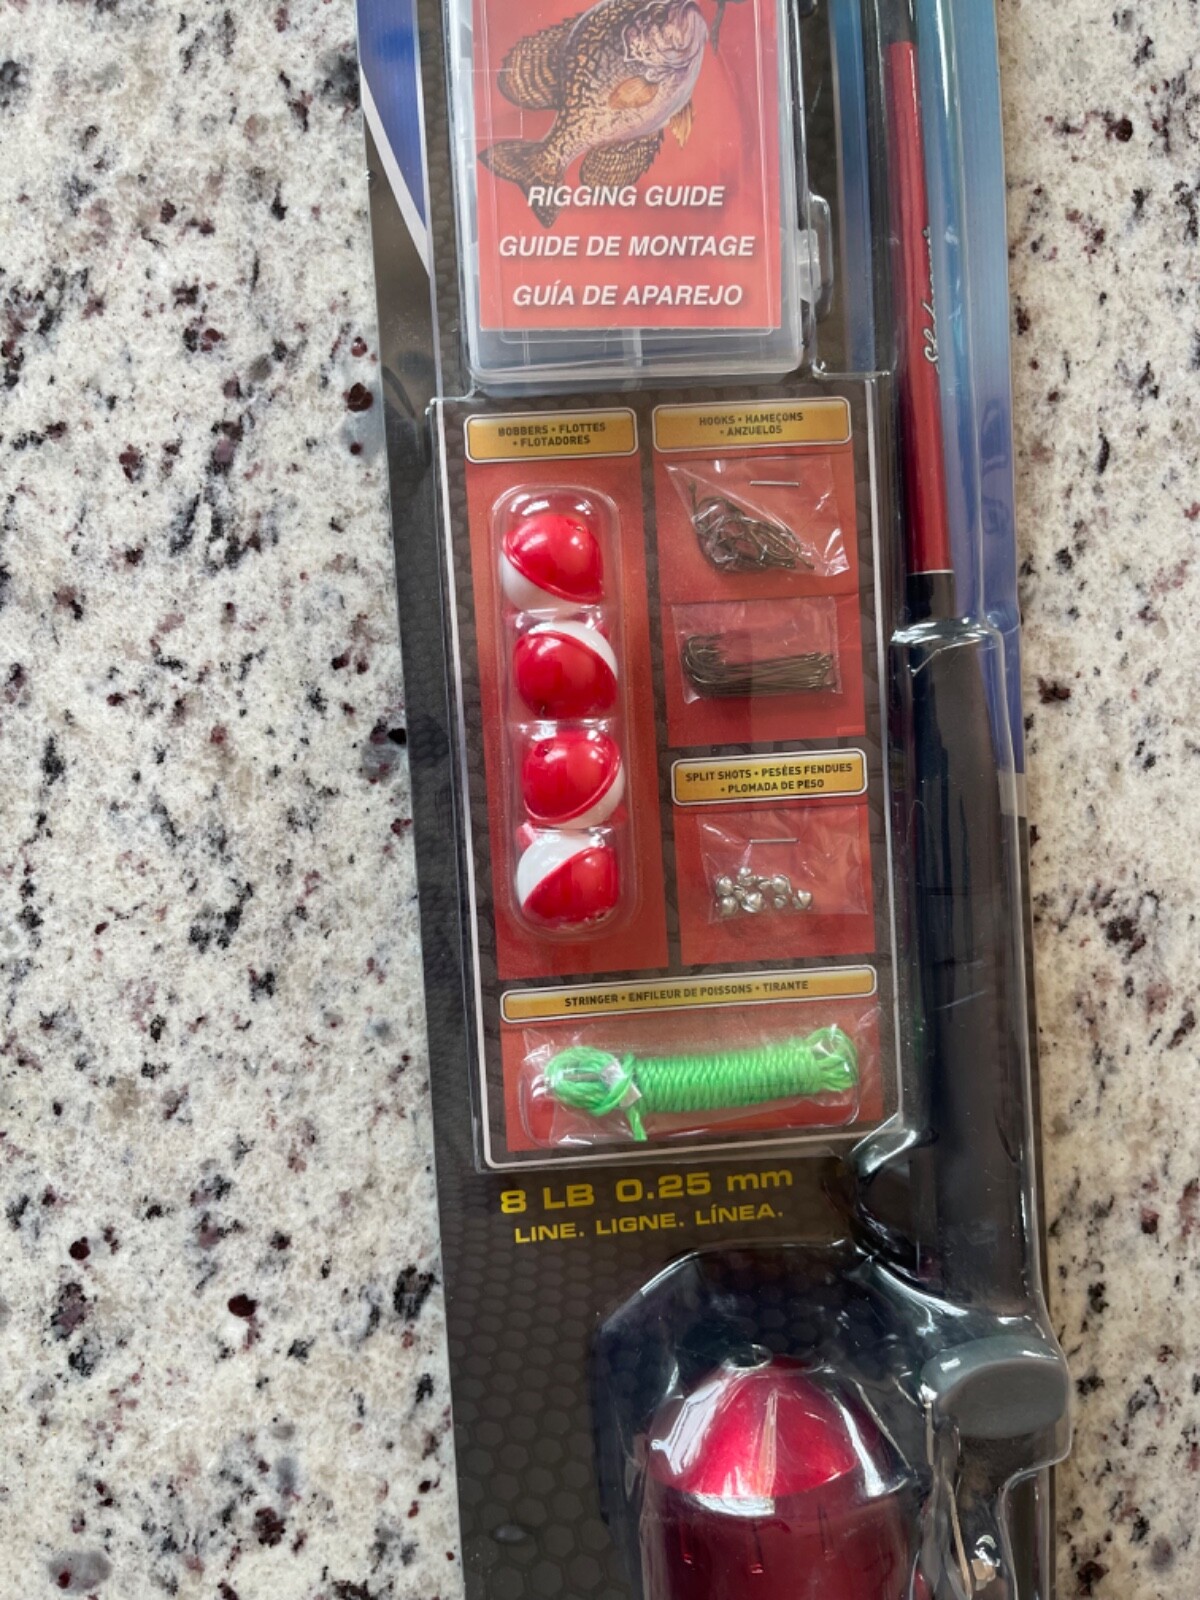 RIGGING GUIDE
GUIDE DE MONTAGE
GUÍA DE APAREJO
BOBBERS • FLOTTES
• FLOTADORES
HOOKS • HAMEÇONS
• ANZUELOS
SPLIT SHOTS • PESÉES FENDUES
• PLOMADA DE PESO
STRINGER • ENFILEUR DE POISSONS • TIRANTE
8 LB 0.25 mm
LINE. LIGNE. LÍNEA.